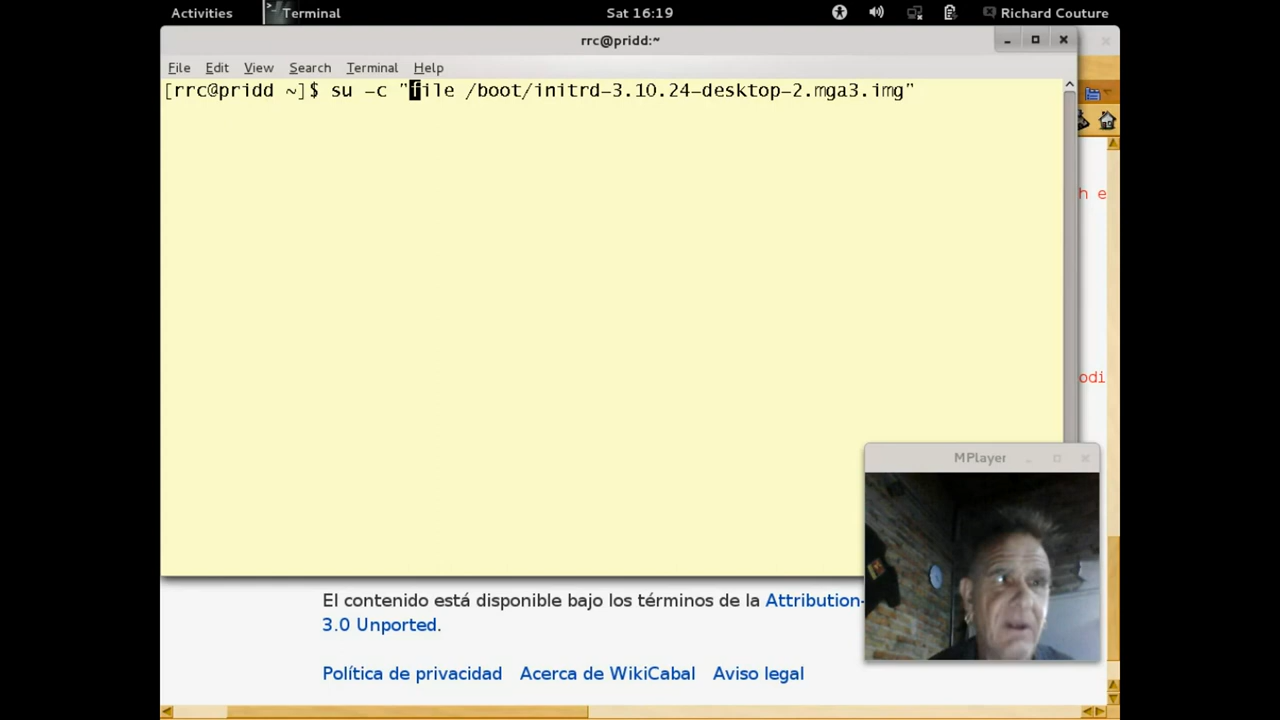 Activities Terminal Sat 16:19 Richard Couture
rrc@pridd:~
File Edit View Search Terminal Help
[rrc@pridd ~]$ su -c "file /boot/initrd-3.10.24-desktop-2.mga3.img"
h e
odi
MPlayer
El contenido está disponible bajo los términos de la Attribution-
3.0 Unported.
Política de privacidad Acerca de WikiCabal Aviso legal